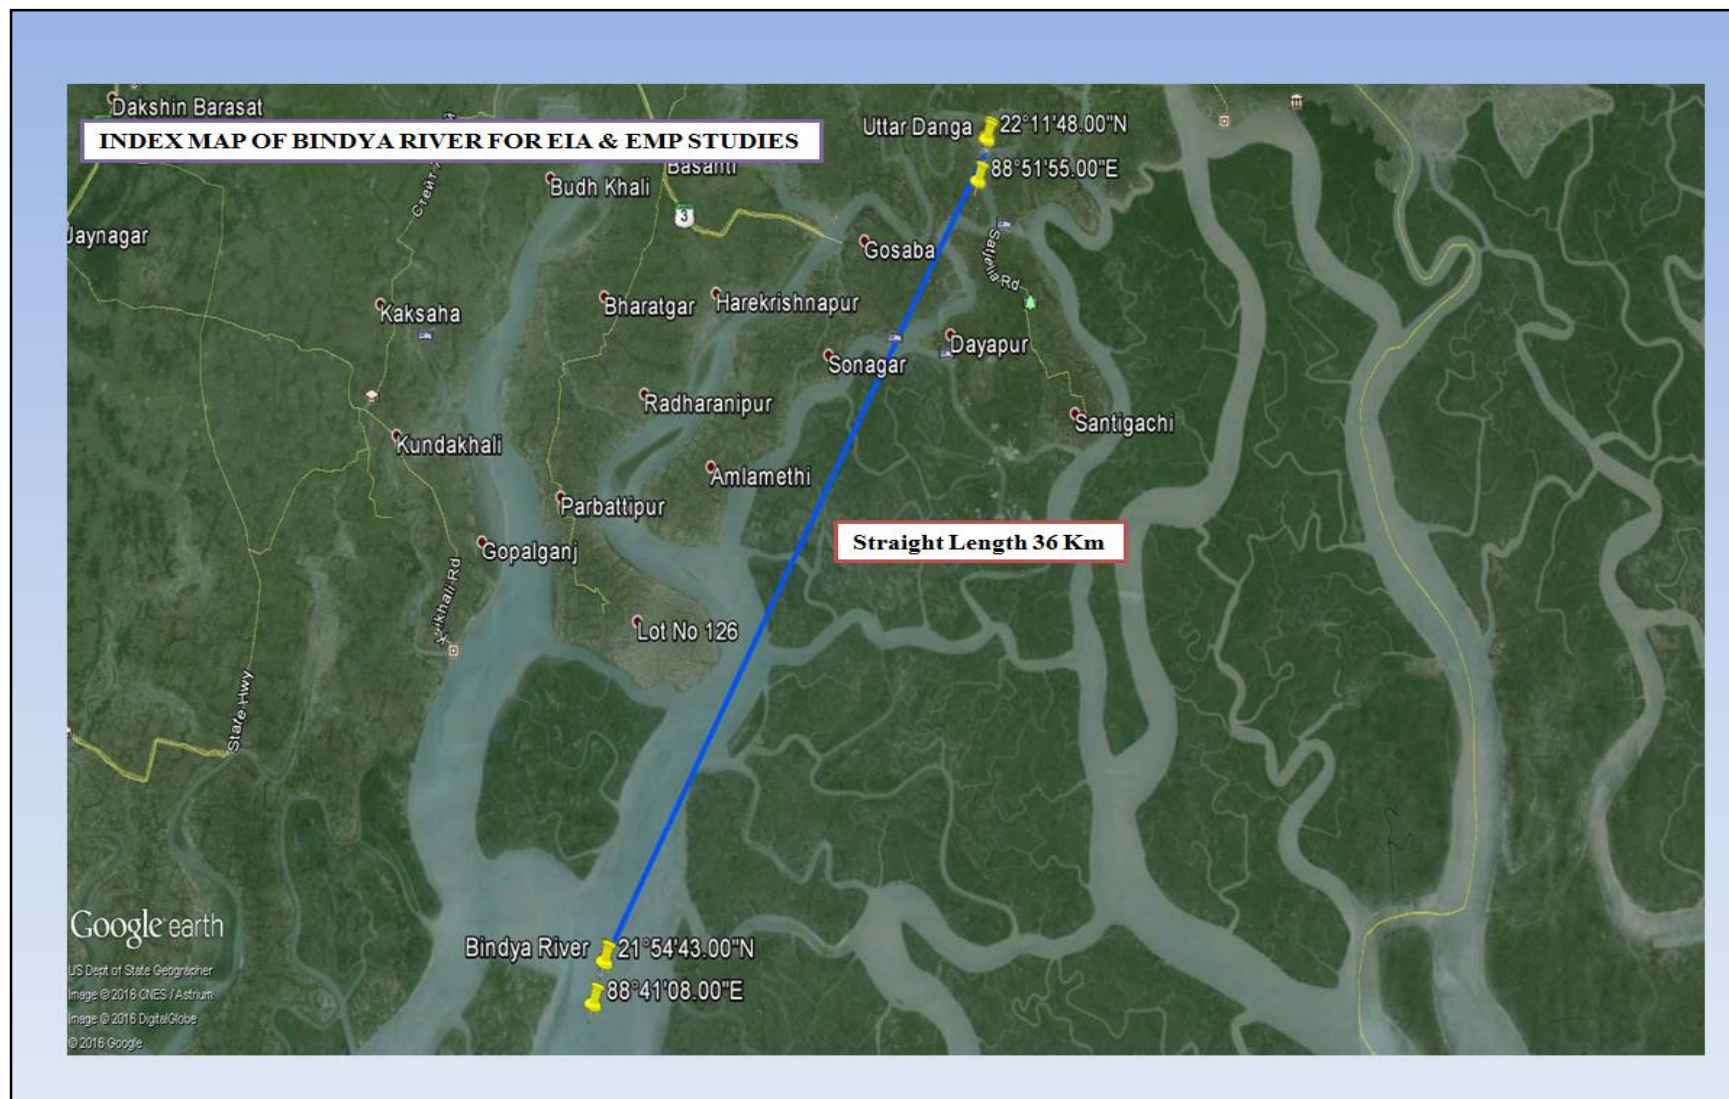 Dakshin Barasat
INDEX MAP OF BINDYA RIVER FOR EIA & EMP STUDIES
Uttar Danga
22°11'48.00"N
Basanti
88°51'55.00"E
Budh Khali
3
Jaynagar
Gosaba
Satjelia Rd
Kaksaha
Bharatgar
Harekrishnapur
Dayapur
Sonagar
Radharanipur
Santigachi
Kundakhali
Amlamethi
Parbattipur
Gopalganj
Straight Length 36 Km
Lot No 126
State Hwy
Google earth
Bindya River
21°54'43.00"N
88°41'08.00"E
US Dept of State Geographer
Image © 2016 CNES / Astrium
Image © 2016 DigitalGlobe
© 2016 Google